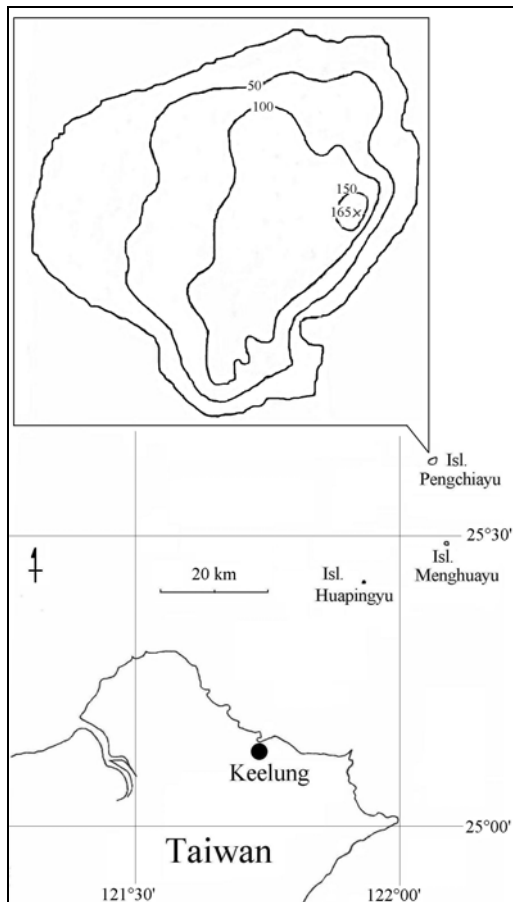 50
100
150
165×
Isl.
Pengchiayu
25°30'
Isl.
Menghuayu
20 km
Isl.
Huapingyu
Keelung
25°00'
Taiwan
121°30'
122°00'